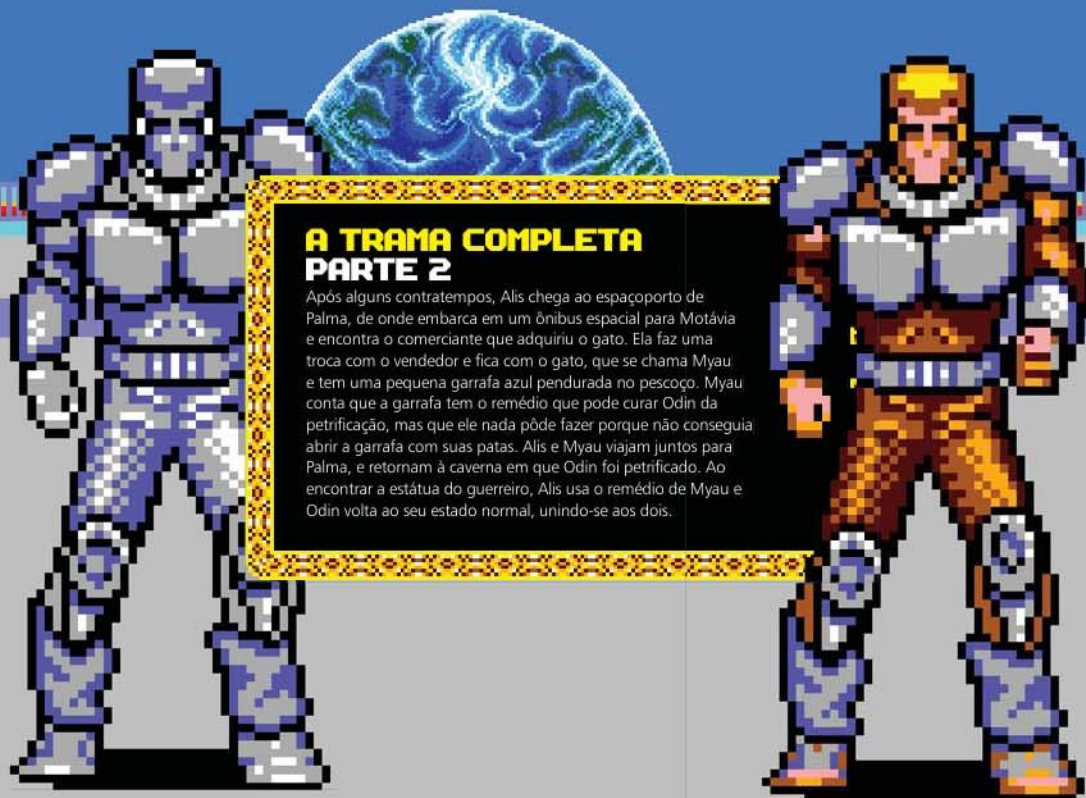 A TRAMA COMPLETA
PARTE 2
Após alguns contratempos, Alis chega ao espaçoporto de
Palma, de onde embarca em um ônibus espacial para Motávia
e encontra o comerciante que adquiriu o gato. Ela faz uma
troca com o vendedor e fica com o gato, que se chama Myau
e tem uma pequena garrafa azul pendurada no pescoço. Myau
conta que a garrafa tem o remédio que pode curar Odin da
petrificação, mas que ele nada pôde fazer porque não conseguia
abrir a garrafa com suas patas. Alis e Myau viajam juntos para
Palma, e retornam à caverna em que Odin foi petrificado. Ao
encontrar a estátua do guerreiro, Alis usa o remédio de Myau e
Odin volta ao seu estado normal, unindo-se aos dois.